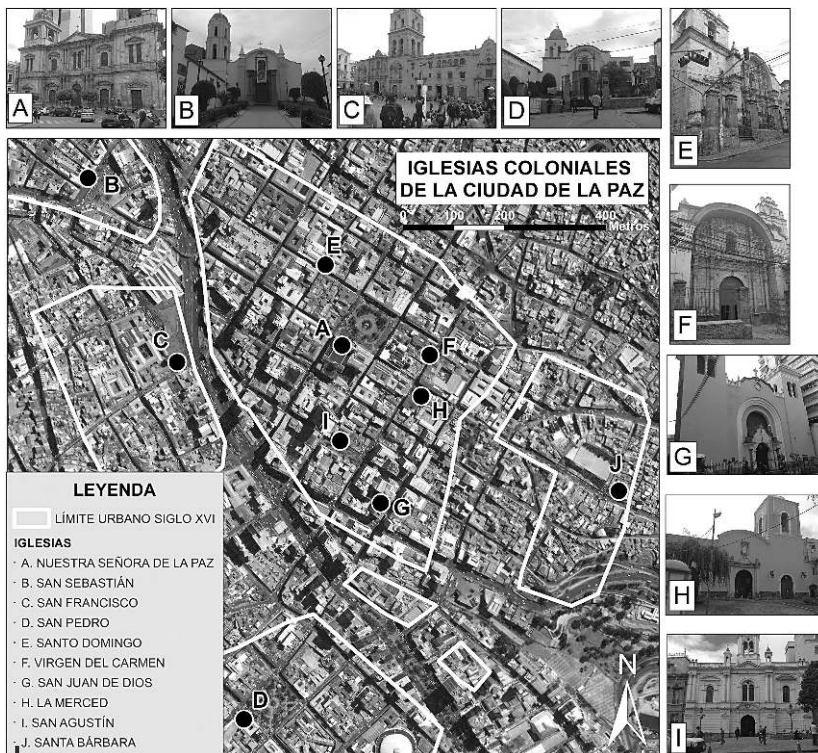 A
B
C
D
E
F
G
H
I
IGLESIAS COLONIALES
DE LA CIUDAD DE LA PAZ
0 100 200 400
Metros
B
E
A
F
C
H
I
J
G
D
N
LEYENDA
LÍMITE URBANO SIGLO XVI
IGLESIAS
· A. NUESTRA SEÑORA DE LA PAZ
· B. SAN SEBASTIÁN
· C. SAN FRANCISCO
· D. SAN PEDRO
· E. SANTO DOMINGO
· F. VIRGEN DEL CARMEN
· G. SAN JUAN DE DIOS
· H. LA MERCED
· I. SAN AGUSTÍN
· J. SANTA BÁRBARA